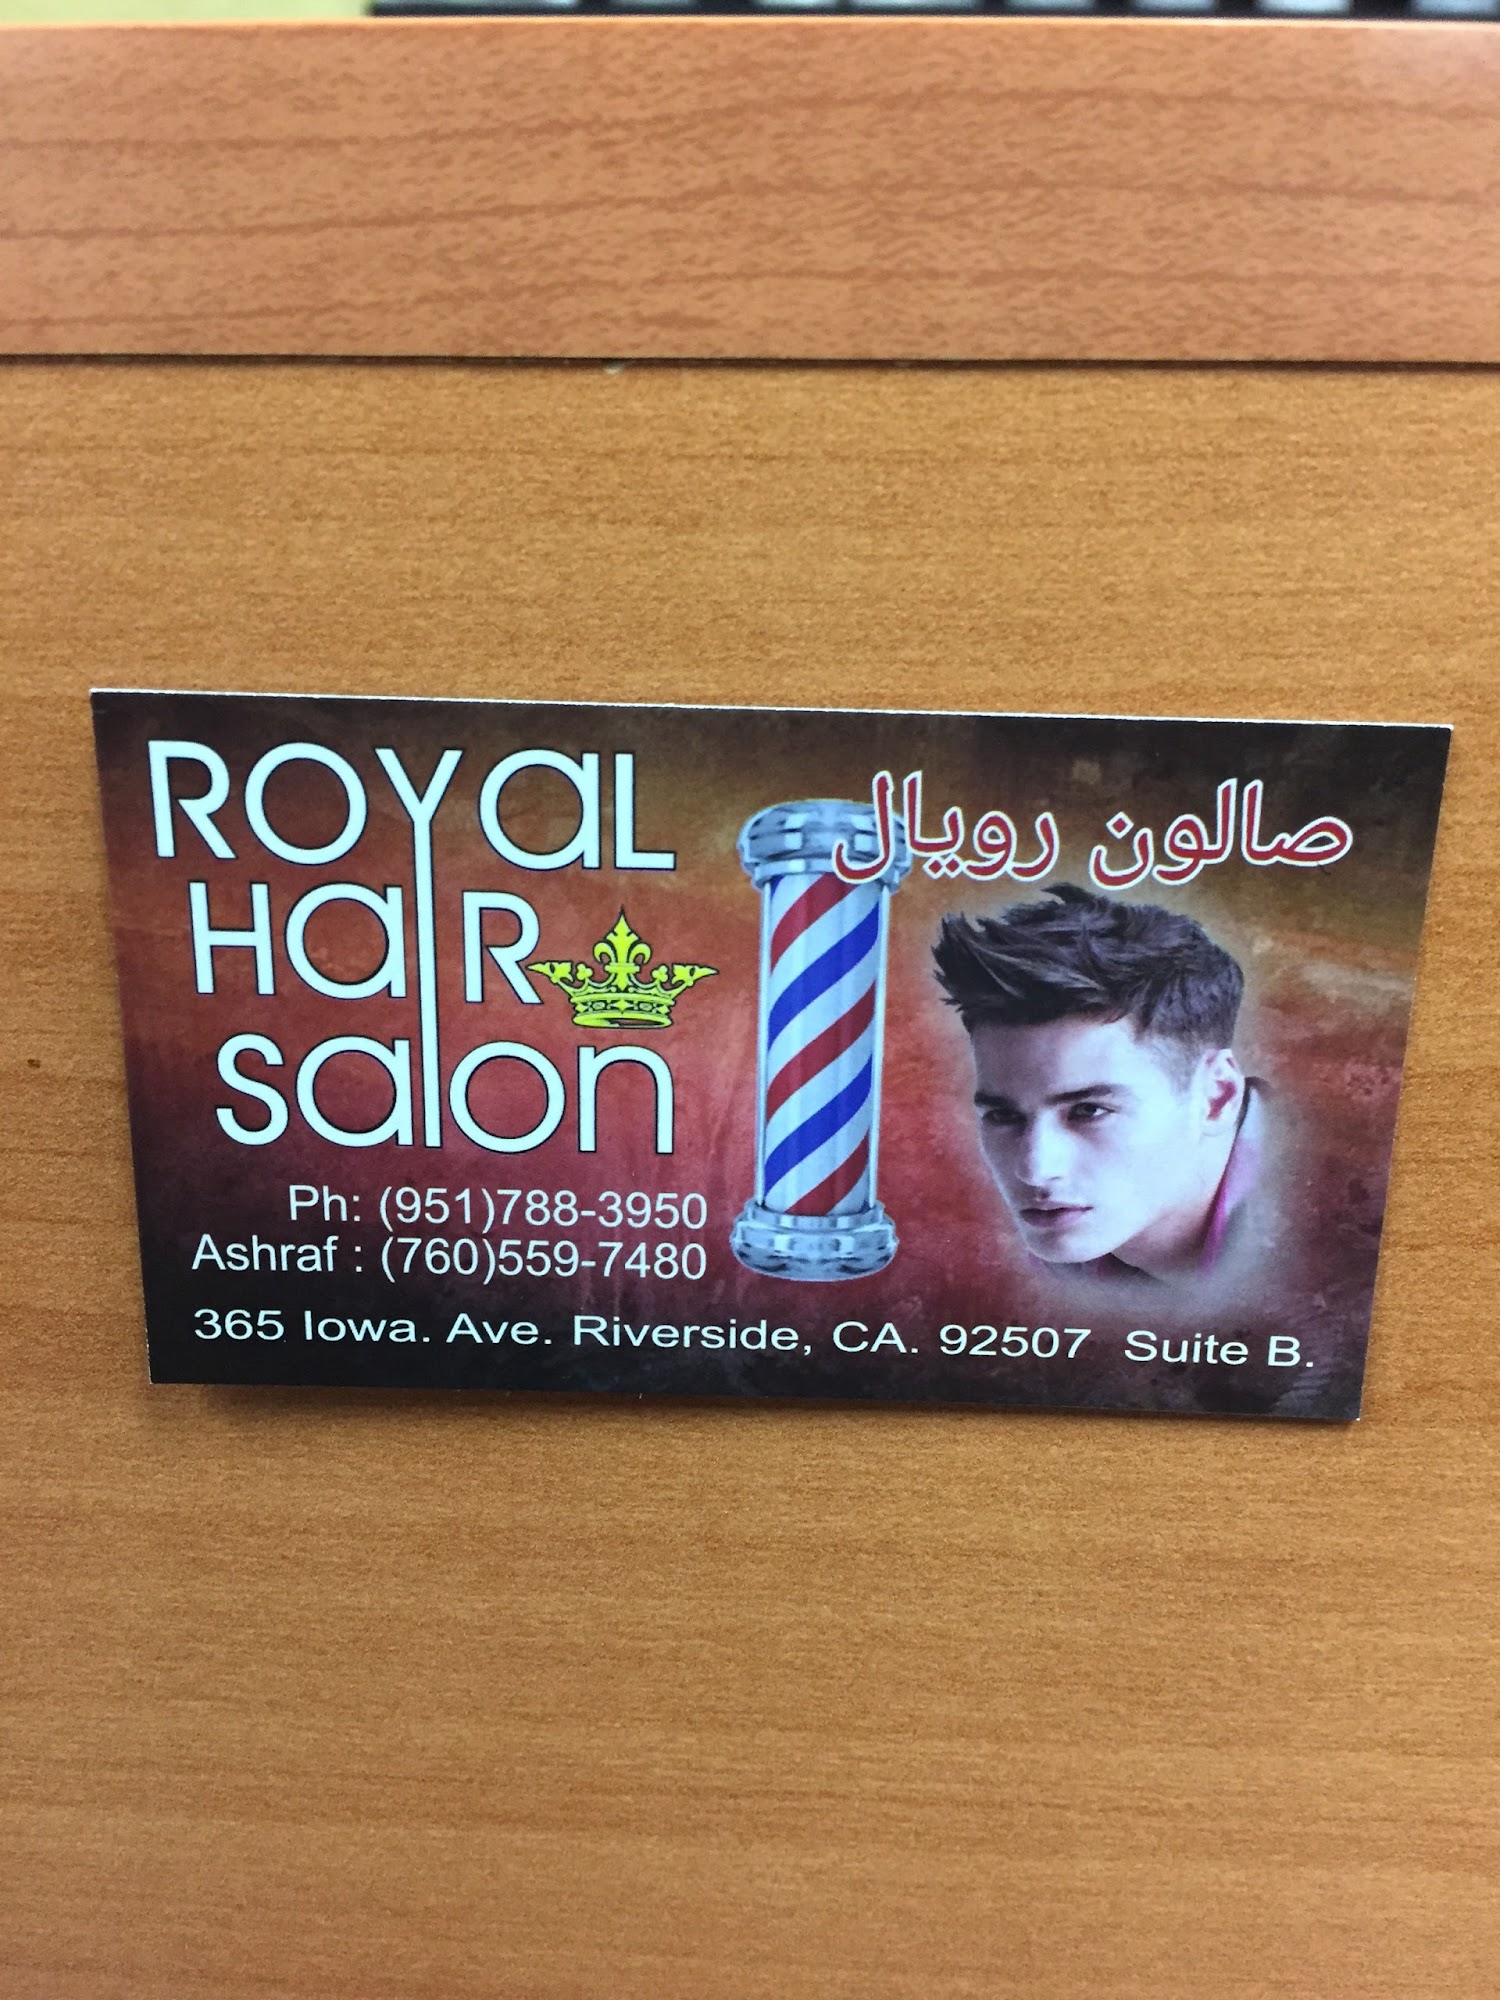 ROYAL
HAIR
SALON
صالون رويال
Ph: (951)788-3950
Ashraf : (760)559-7480
365 Iowa. Ave. Riverside, CA. 92507 Suite B.